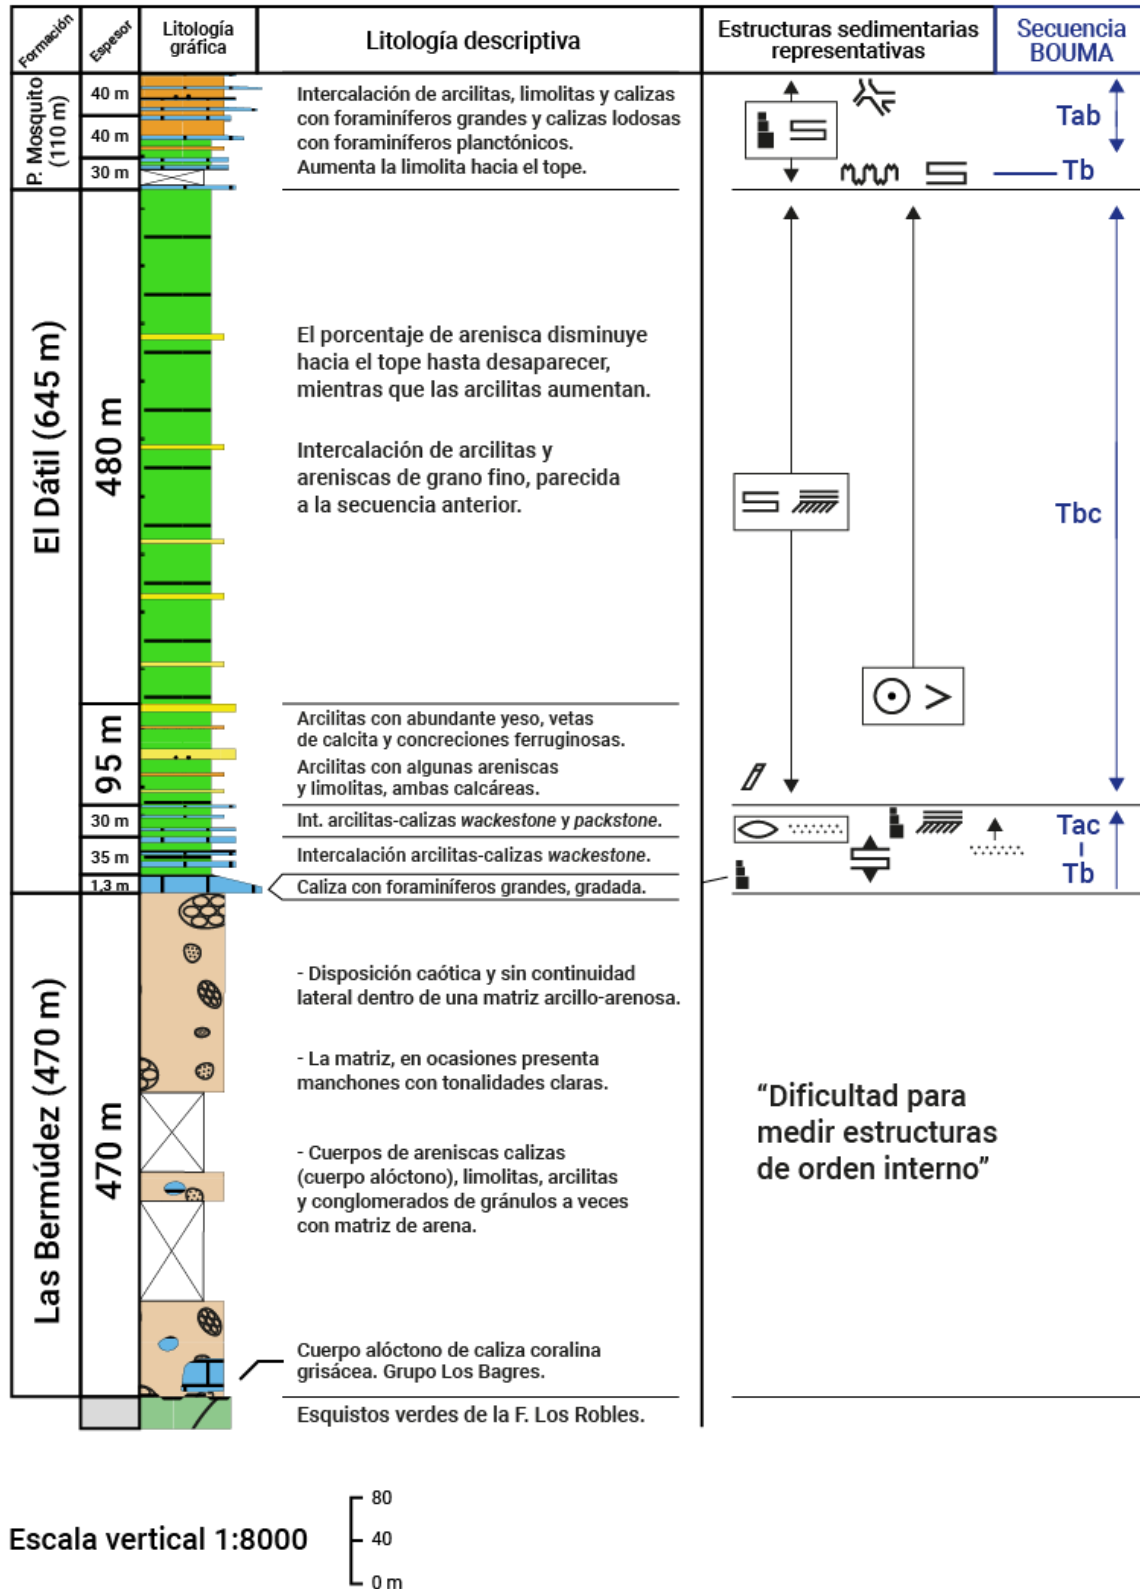 Formación
Espesor
Litología
gráfica
Litología descriptiva
Estructuras sedimentarias
representativas
Secuencia
BOUMA
P. Mosquito
(110 m)
40 m
40 m
30 m
Intercalación de arcilitas, limolitas y calizas
con foraminíferos grandes y calizas lodosas
con foraminíferos planctónicos.
Aumenta la limolita hacia el tope.
Tab
Tb
El Dátil (645 m)
480 m
El porcentaje de arenisca disminuye
hacia el tope hasta desaparecer,
mientras que las arcilitas aumentan.
Intercalación de arcilitas y
areniscas de grano fino, parecida
a la secuencia anterior.
Tbc
95 m
Arcilitas con abundante yeso, vetas
de calcita y concreciones ferruginosas.
Arcilitas con algunas areniscas
y limolitas, ambas calcáreas.
30 m
Int. arcilitas-calizas wackestone y packstone.
35 m
Intercalación arcilitas-calizas wackestone.
1,3 m
Caliza con foraminíferos grandes, gradada.
Tac
Tb
Las Bermúdez (470 m)
470 m
- Disposición caótica y sin continuidad
lateral dentro de una matriz arcillo-arenosa.
- La matriz, en ocasiones presenta
manchones con tonalidades claras.
- Cuerpos de areniscas calizas
(cuerpo alóctono), limolitas, arcilitas
y conglomerados de gránulos a veces
con matriz de arena.
“Dificultad para
medir estructuras
de orden interno”
Cuerpo alóctono de caliza coralina
grisácea. Grupo Los Bagres.
Esquistos verdes de la F. Los Robles.
Escala vertical 1:8000
80
40
0 m